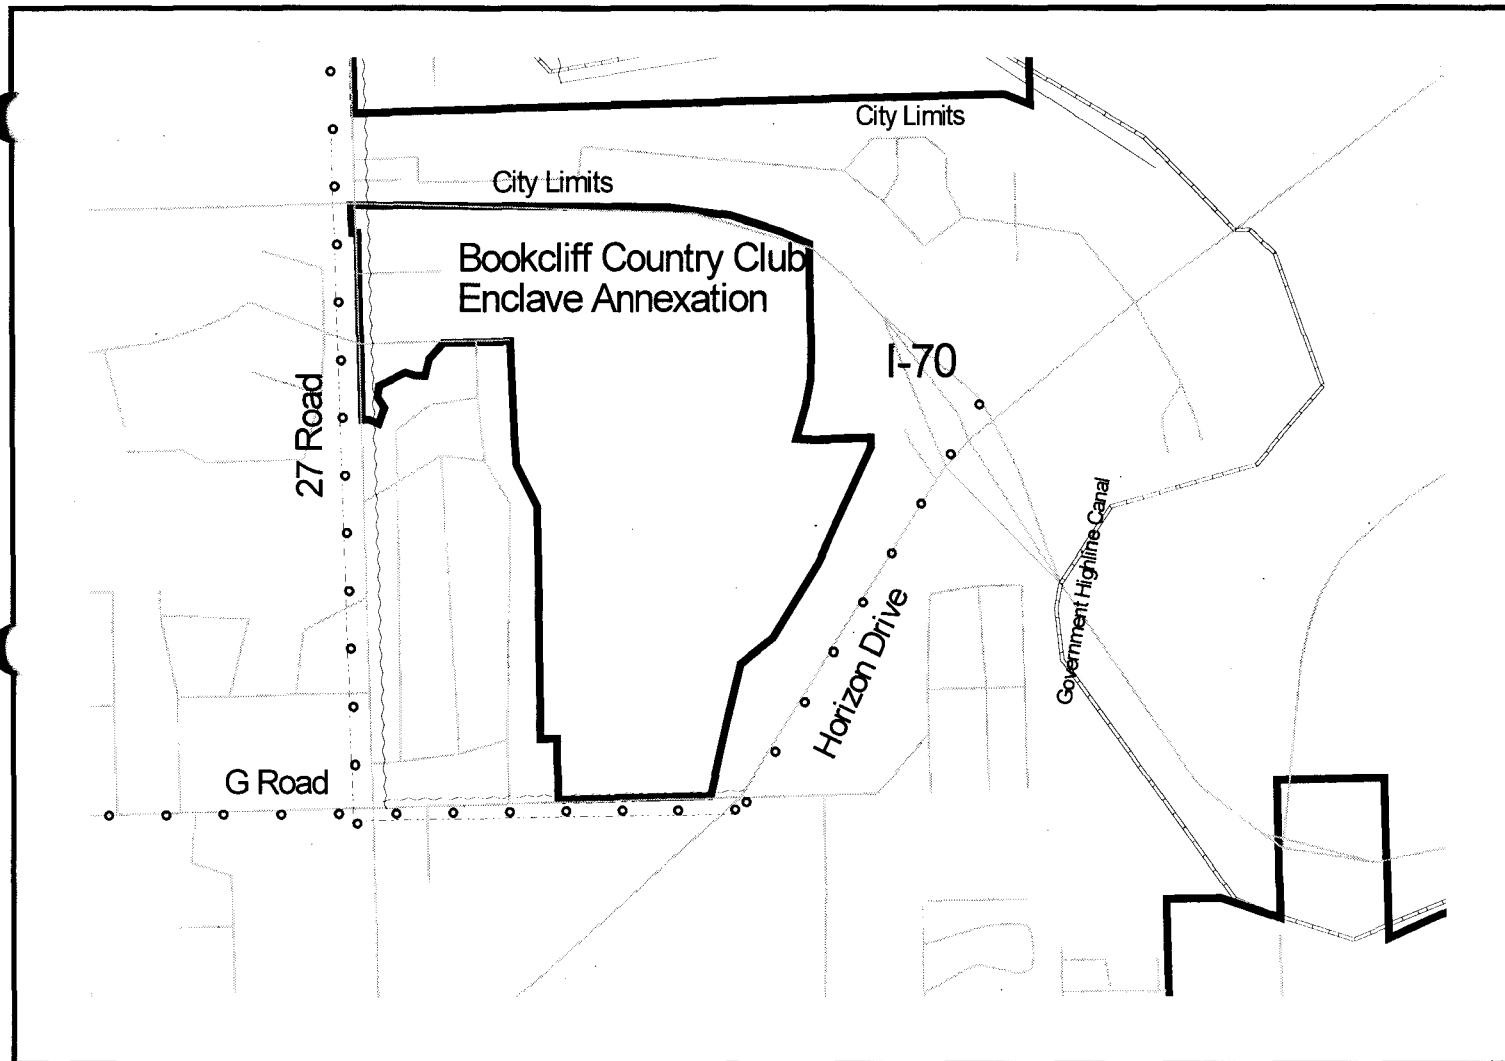 City Limits
City Limits
Bookcliff Country Club
Enclave Annexation
I-70
27 Road
Government Highline Canal
Horizon Drive
G Road